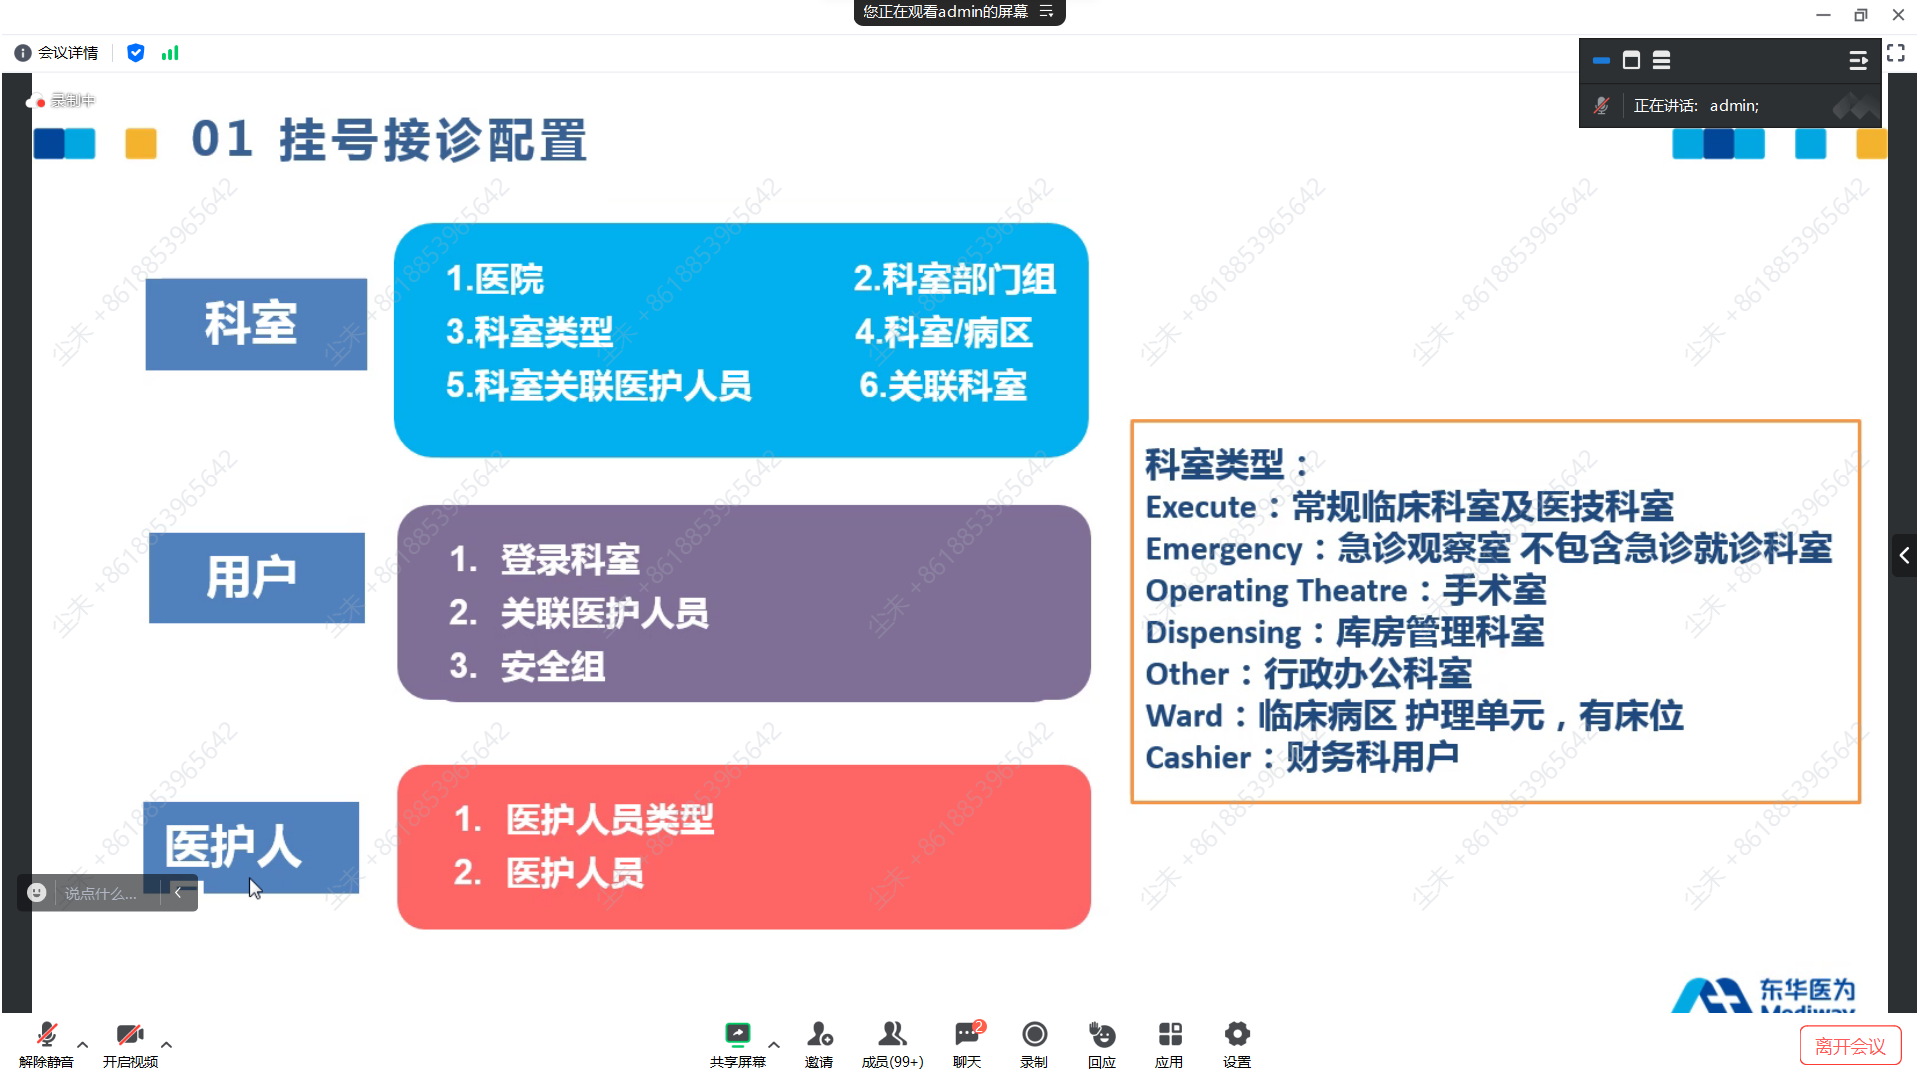 您正在观看admin的屏幕
会议详情
录制中
正在讲话: admin;
01 挂号接诊配置
科室
1.医院 2.科室部门组
3.科室类型 4.科室/病区
5.科室关联医护人员 6.关联科室
用户
1. 登录科室
2. 关联医护人员
3. 安全组
医护人
1. 医护人员类型
2. 医护人员
科室类型：
Execute：常规临床科室及医技科室
Emergency：急诊观察室 不包含急诊就诊科室
Operating Theatre：手术室
Dispensing：库房管理科室
Other：行政办公科室
Ward：临床病区 护理单元，有床位
Cashier：财务科用户
尘未 +8618853965642
说点什么...
东华医为
Mediway
解除静音
开启视频
共享屏幕
邀请
成员(99+)
2
聊天
录制
回应
应用
设置
离开会议